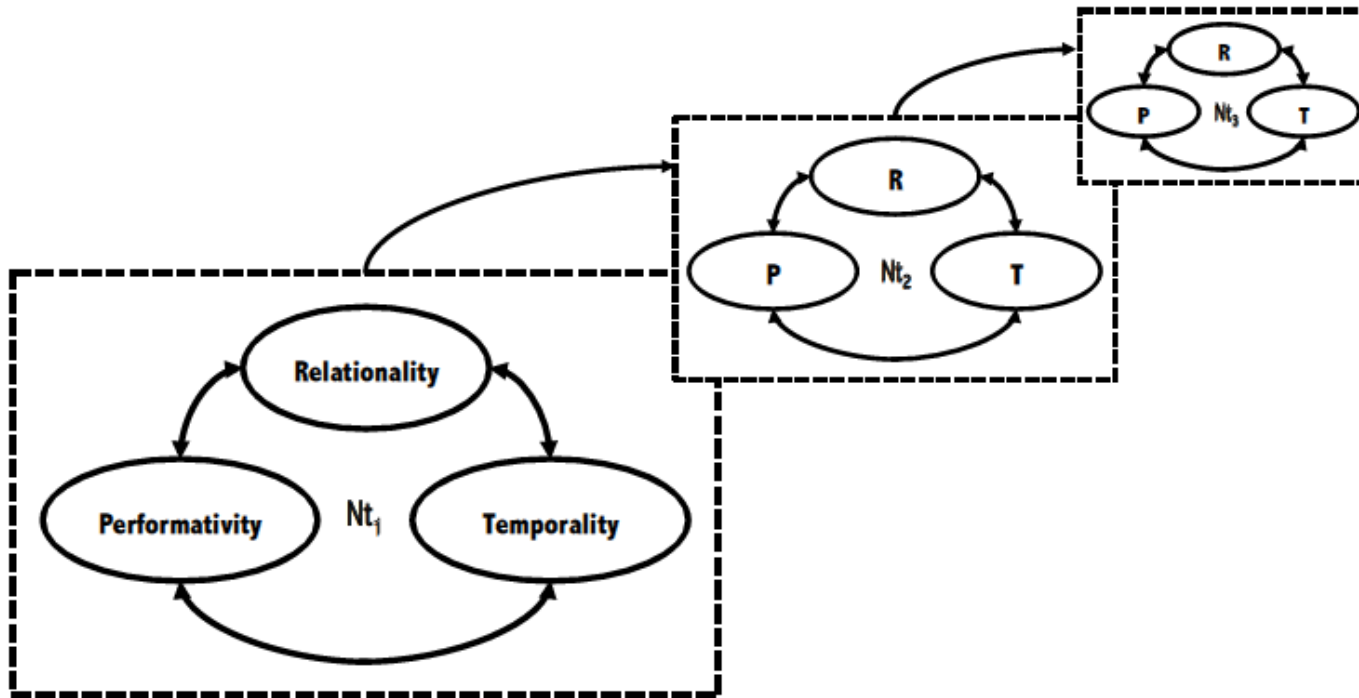 R
P
Nt₃
T
R
P
Nt₂
T
Relationality
Performativity
Nt₁
Temporality